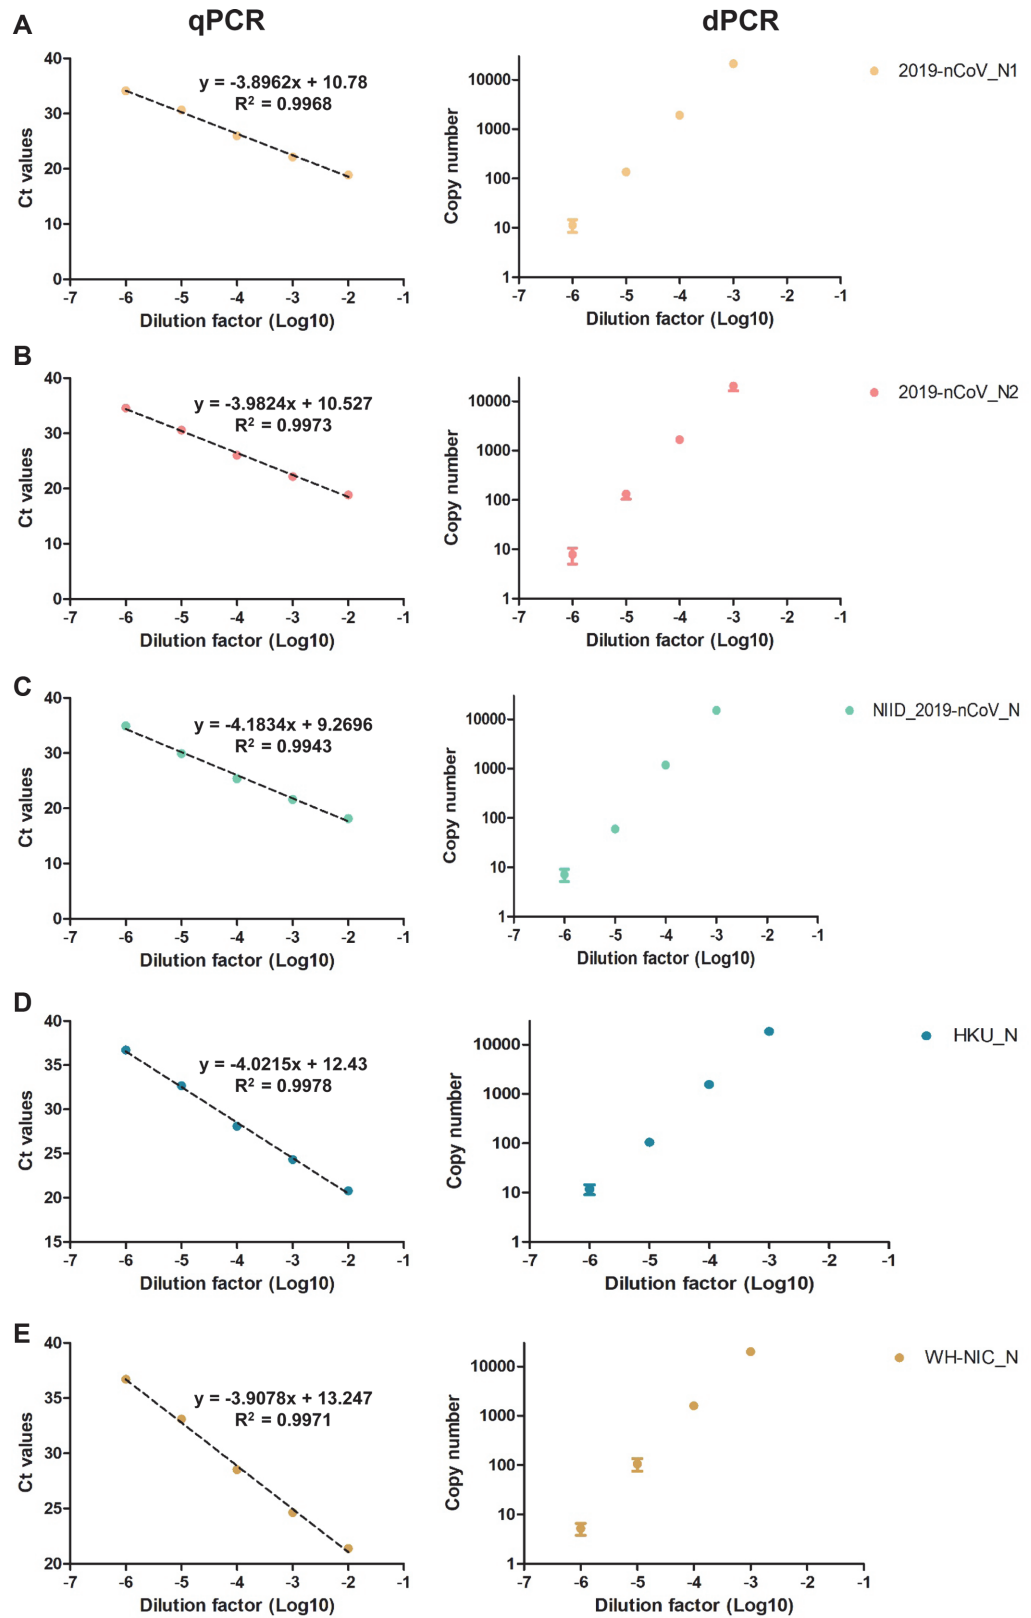 A
qPCR
dPCR
40
30
20
10
0
Ct values
y = -3.8962x + 10.78
R² = 0.9968
-7 -6 -5 -4 -3 -2 -1
Dilution factor (Log10)
10000
1000
100
10
1
Copy number
-7 -6 -5 -4 -3 -2 -1
Dilution factor (Log10)
2019-nCoV_N1
B
40
30
20
10
0
Ct values
y = -3.9824x + 10.527
R² = 0.9973
-7 -6 -5 -4 -3 -2 -1
Dilution factor (Log10)
10000
1000
100
10
1
Copy number
-7 -6 -5 -4 -3 -2 -1
Dilution factor (Log10)
2019-nCoV_N2
C
40
30
20
10
0
Ct values
y = -4.1834x + 9.2696
R² = 0.9943
-7 -6 -5 -4 -3 -2 -1
Dilution factor (Log10)
10000
1000
100
10
1
Copy number
-7 -6 -5 -4 -3 -2 -1
Dilution factor (Log10)
NIID_2019-nCoV_N
D
40
35
30
25
20
15
Ct values
y = -4.0215x + 12.43
R² = 0.9978
-7 -6 -5 -4 -3 -2 -1
Dilution factor (Log10)
10000
1000
100
10
1
Copy number
-7 -6 -5 -4 -3 -2 -1
Dilution factor (Log10)
HKU_N
E
40
35
30
25
20
Ct values
y = -3.9078x + 13.247
R² = 0.9971
-7 -6 -5 -4 -3 -2 -1
Dilution factor (Log10)
10000
1000
100
10
1
Copy number
-7 -6 -5 -4 -3 -2 -1
Dilution factor (Log10)
WH-NIC_N